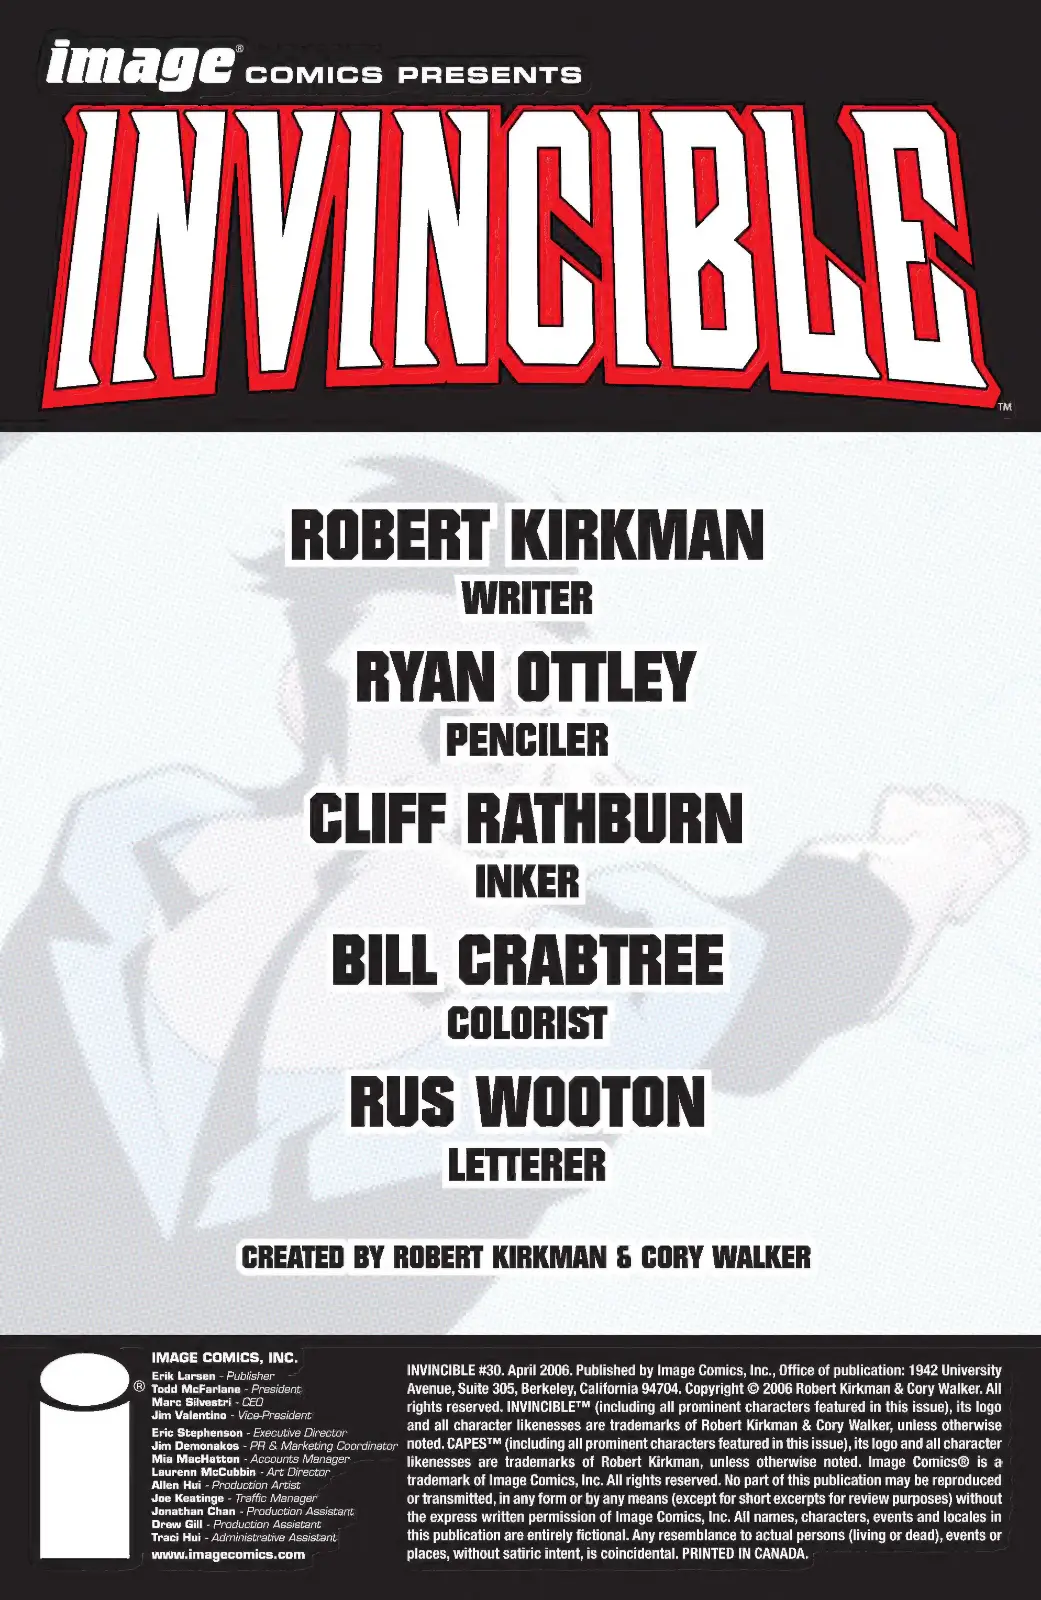 image® COMICS PRESENTS
INVINCIBLE™
ROBERT KIRKMAN
WRITER
RYAN OTTLEY
PENCILER
CLIFF RATHBURN
INKER
BILL CRABTREE
COLORIST
RUS WOOTON
LETTERER
CREATED BY ROBERT KIRKMAN & CORY WALKER
®
IMAGE COMICS, INC.
Erik Larsen - Publisher
Todd McFarlane - President
Marc Silvestri - CEO
Jim Valentino - Vice-President
Eric Stephenson - Executive Director
Jim Demonakos - PR & Marketing Coordinator
Mia MacHatton - Accounts Manager
Laurenn McCubbin - Art Director
Allen Hui - Production Artist
Joe Keatinge - Traffic Manager
Jonathan Chan - Production Assistant
Drew Gill - Production Assistant
Traci Hui - Administrative Assistant
www.imagecomics.com
INVINCIBLE #30. April 2006. Published by Image Comics, Inc., Office of publication: 1942 University
Avenue, Suite 305, Berkeley, California 94704. Copyright © 2006 Robert Kirkman & Cory Walker. All
rights reserved. INVINCIBLE™ (including all prominent characters featured in this issue), its logo
and all character likenesses are trademarks of Robert Kirkman & Cory Walker, unless otherwise
noted. CAPES™ (including all prominent characters featured in this issue), its logo and all character
likenesses are trademarks of Robert Kirkman, unless otherwise noted. Image Comics® is a
trademark of Image Comics, Inc. All rights reserved. No part of this publication may be reproduced
or transmitted, in any form or by any means (except for short excerpts for review purposes) without
the express written permission of Image Comics, Inc. All names, characters, events and locales in
this publication are entirely fictional. Any resemblance to actual persons (living or dead), events or
places, without satiric intent, is coincidental. PRINTED IN CANADA.